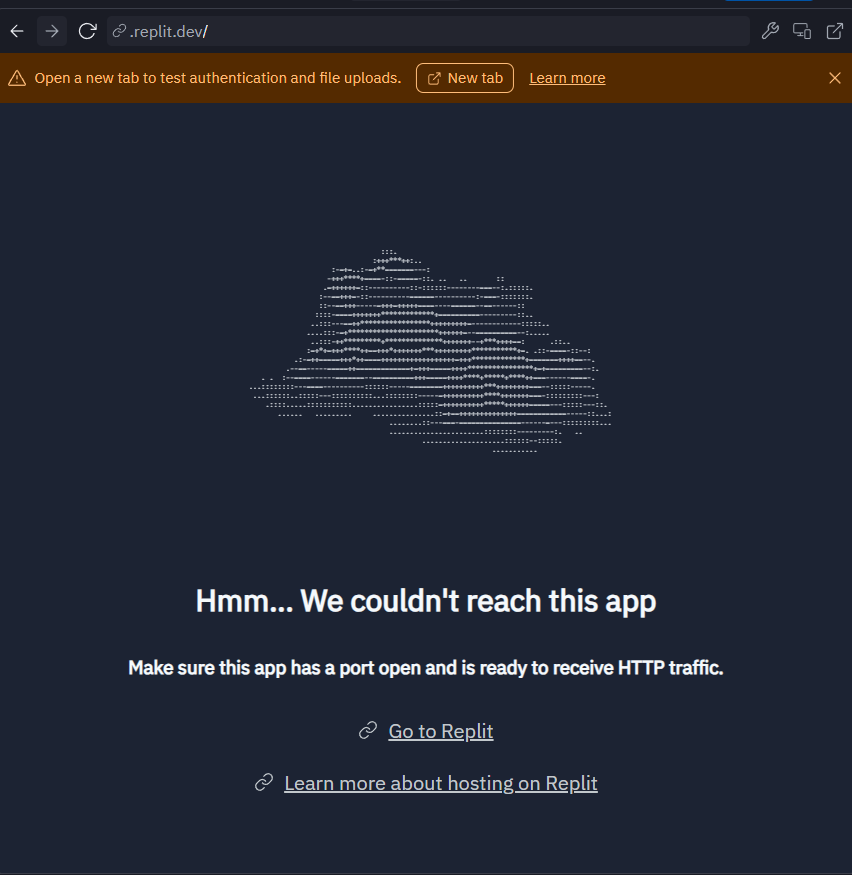 .replit.dev/
Open a new tab to test authentication and file uploads. New tab Learn more
Hmm... We couldn't reach this app
Make sure this app has a port open and is ready to receive HTTP traffic.
Go to Replit
Learn more about hosting on Replit